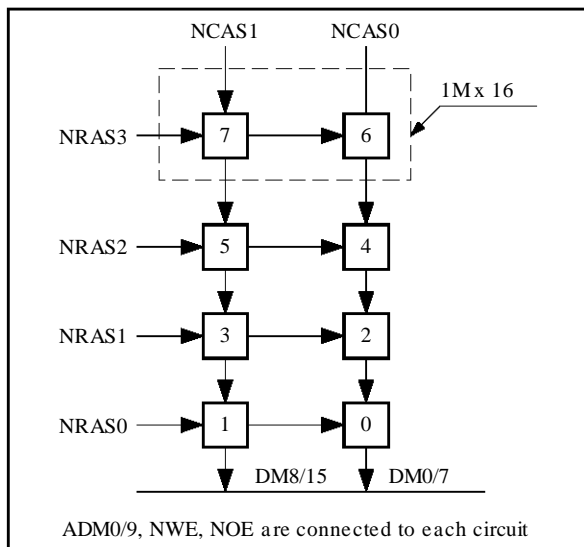 NCAS1 NCAS0
1M x 16
NRAS3 7 6
NRAS2 5 4
NRAS1 3 2
NRAS0 1 0
DM8/15 DM0/7
ADM0/9, NWE, NOE are connected to each circuit